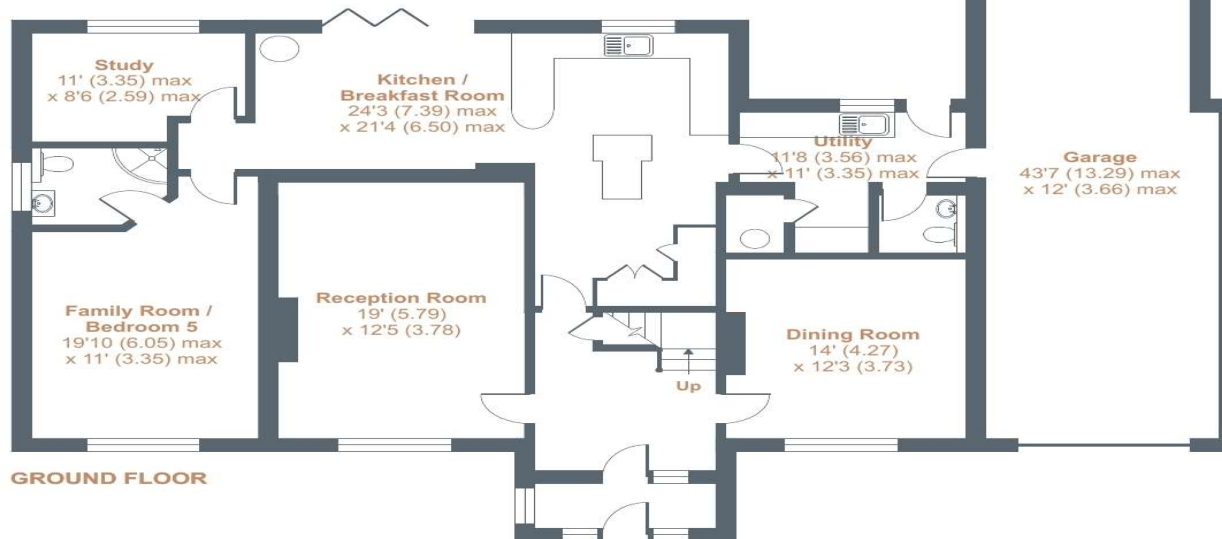 Study
11' (3.35) max
x 8'6 (2.59) max
Kitchen /
Breakfast Room
24'3 (7.39) max
x 21'4 (6.50) max
Utility
11'8 (3.56) max
x 11' (3.35) max
Garage
43'7 (13.29) max
x 12' (3.66) max
Family Room /
Bedroom 5
19'10 (6.05) max
x 11' (3.35) max
Reception Room
19' (5.79)
x 12'5 (3.78)
Dining Room
14' (4.27)
x 12'3 (3.73)
Up
GROUND FLOOR